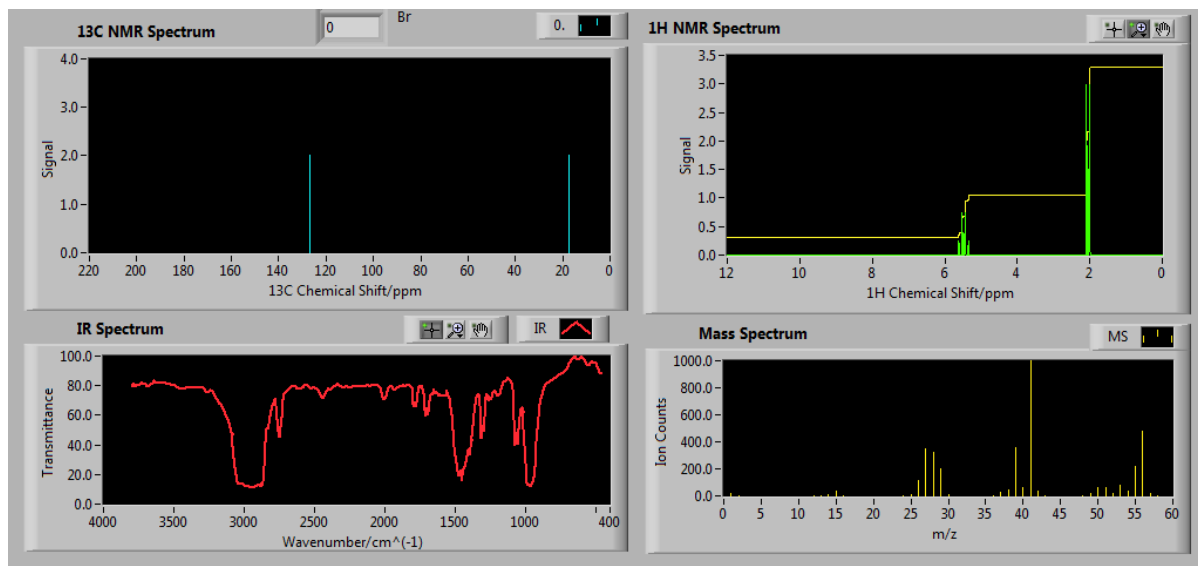 13C NMR Spectrum
0
Br
0.
4.0
3.0
Signal
2.0
1.0
0.0
220 200 180 160 140 120 100 80 60 40 20 0
13C Chemical Shift/ppm
1H NMR Spectrum
3.5
3.0
2.5
Signal
2.0
1.5
1.0
0.5
0.0
12 10 8 6 4 2 0
1H Chemical Shift/ppm
IR Spectrum
IR
100.0
80.0
Transmittance
60.0
40.0
20.0
0.0
4000 3500 3000 2500 2000 1500 1000 400
Wavenumber/cm^(-1)
Mass Spectrum
MS
1000.0
800.0
Ion Counts
600.0
400.0
200.0
0.0
0 5 10 15 20 25 30 35 40 45 50 55 60
m/z